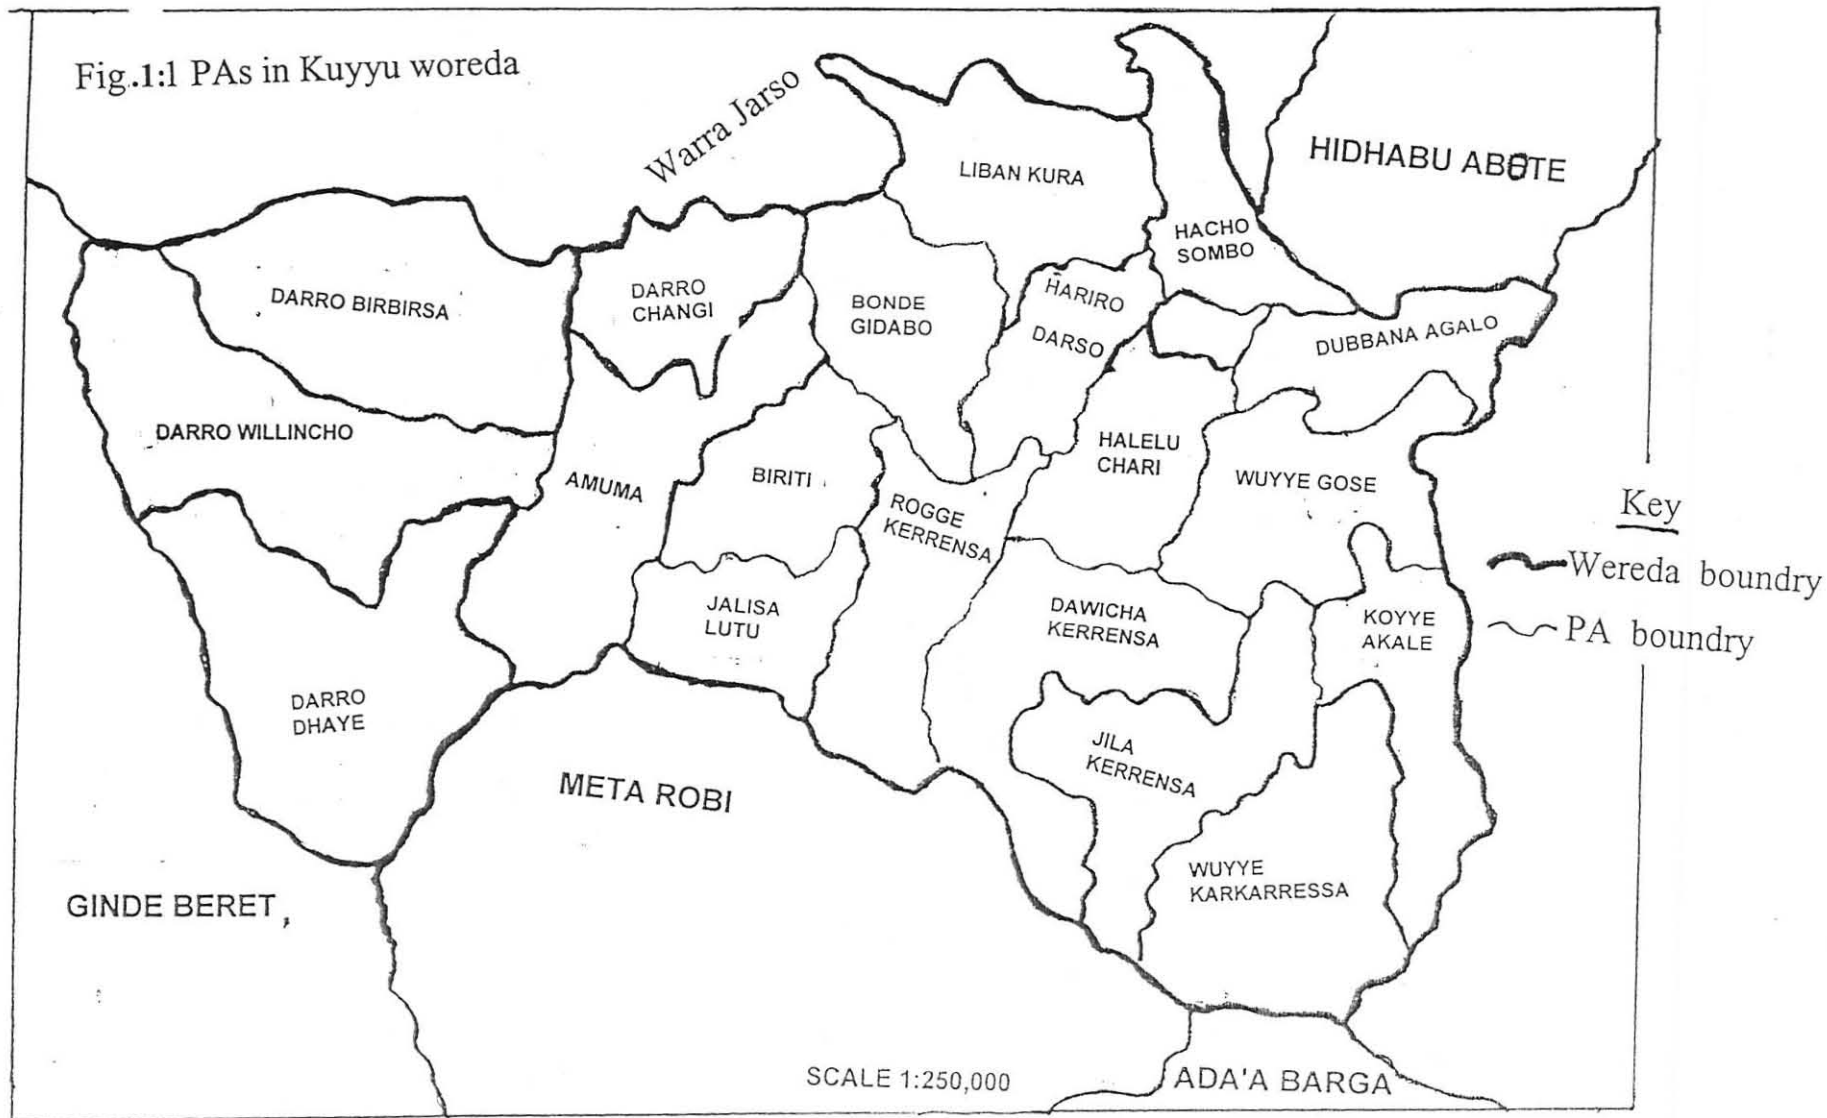 Fig.1:1 PAs in Kuyyu woreda
Warra Jarso
LIBAN KURA
HIDHABU ABOTE
HACHO
SOMBO
DARRO BIRBIRSA
DARRO
CHANGI
BONDE
GIDABO
HARIRO
DARSO
DUBBANA AGALO
DARRO WILLINCHO
AMUMA
BIRITI
ROGGE
KERRENSA
HALELU
CHARI
WUYYE GOSE
Key
Wereda boundry
PA boundry
JALISA
LUTU
DAWICHA
KERRENSA
KOYYE
AKALE
DARRO
DHAYE
META ROBI
JILA
KERRENSA
WUYYE
KARKARRESSA
GINDE BERET,
SCALE 1:250,000
ADA'A BARGA